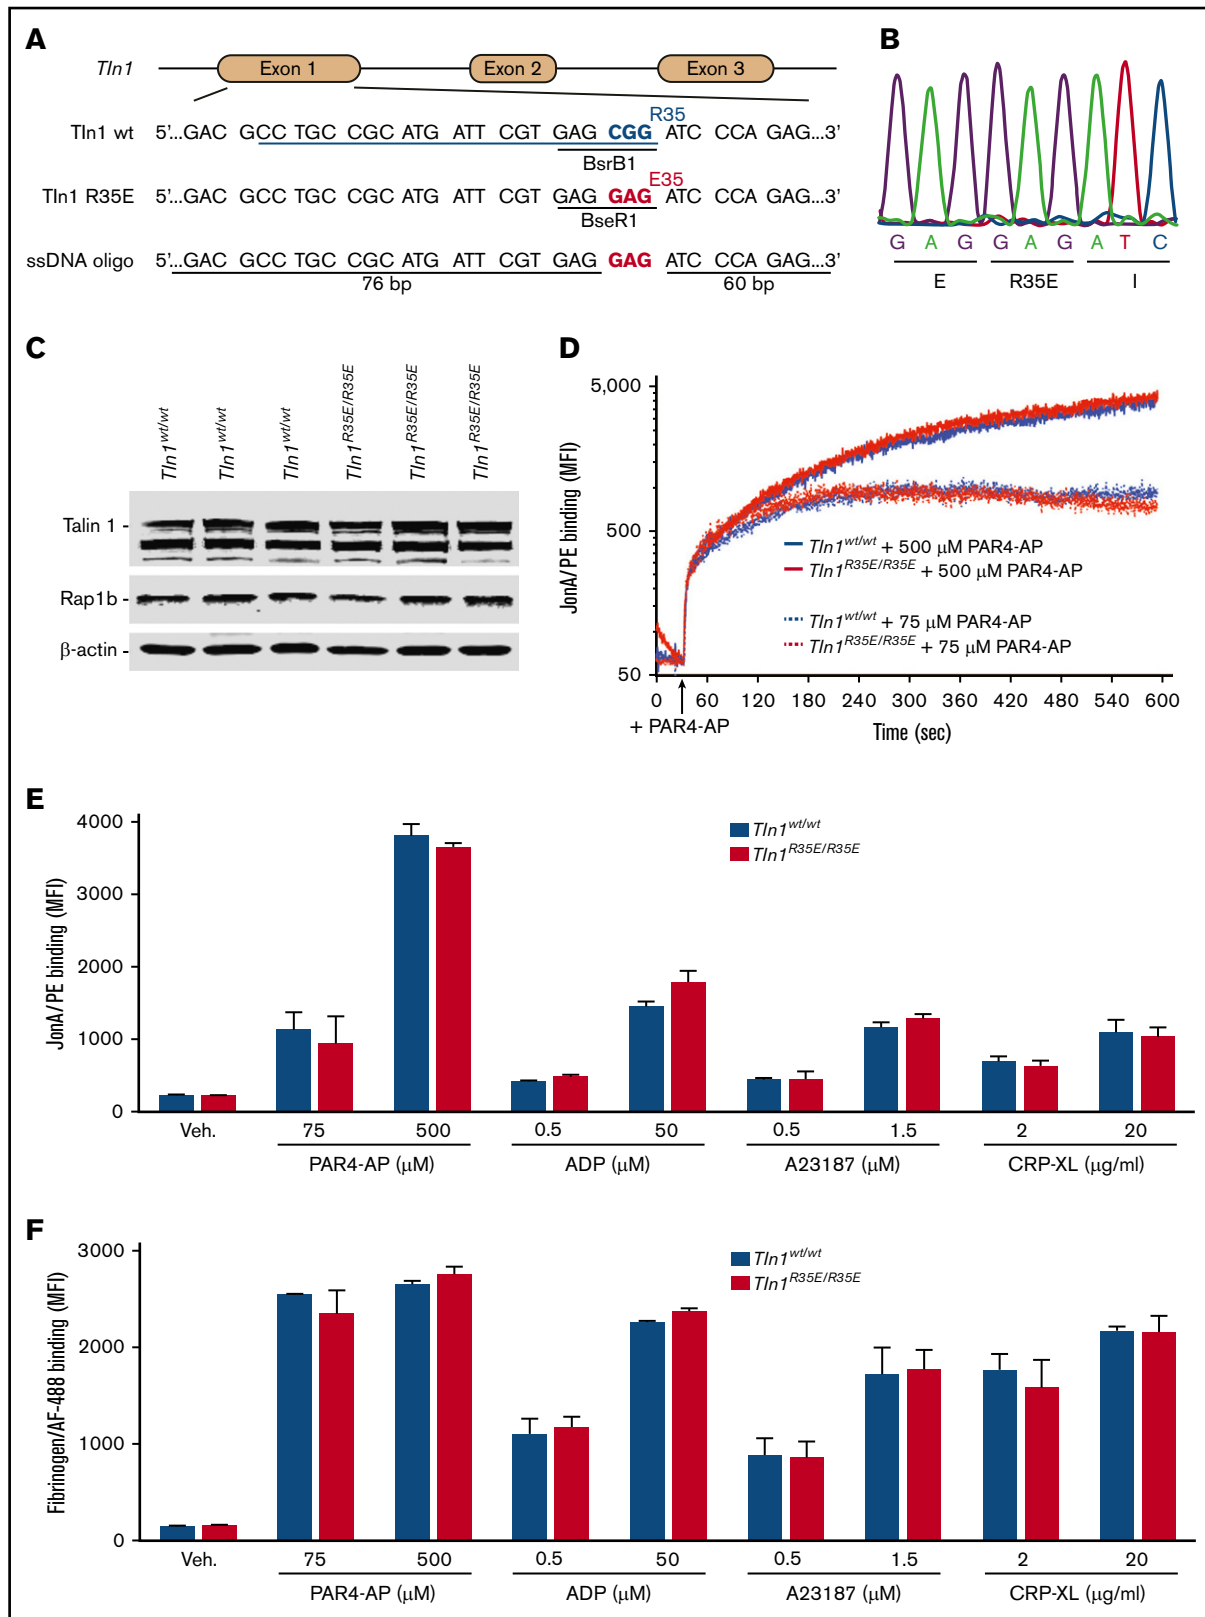 A
Tln1
Exon 1
Exon 2
Exon 3
R35
Tln1 wt 5’...GAC GCC TGC CGC ATG ATT CGT GAG CGG ATC CCA GAG...3’
BsrB1
E35
Tln1 R35E 5’...GAC GCC TGC CGC ATG ATT CGT GAG GAG ATC CCA GAG...3’
BseR1
ssDNA oligo 5’...GAC GCC TGC CGC ATG ATT CGT GAG GAG ATC CCA GAG...3’
76 bp
60 bp
B
G A G G A G A T C
E R35E I
C
Tln1wt/wt
Tln1wt/wt
Tln1wt/wt
Tln1R35E/R35E
Tln1R35E/R35E
Tln1R35E/R35E
Talin 1 -
Rap1b -
β-actin -
D
JonA/PE binding (MFI)
5,000
500
50
Tln1wt/wt + 500 μM PAR4-AP
Tln1R35E/R35E + 500 μM PAR4-AP
Tln1wt/wt + 75 μM PAR4-AP
Tln1R35E/R35E + 75 μM PAR4-AP
0 60 120 180 240 300 360 420 480 540 600
+ PAR4-AP
Time (sec)
E
JonA/PE binding (MFI)
4000
3000
2000
1000
0
Tln1wt/wt
Tln1R35E/R35E
Veh. 75 500 0.5 50 0.5 1.5 2 20
PAR4-AP (μM) ADP (μM) A23187 (μM) CRP-XL (μg/ml)
F
Fibrinogen/AF-488 binding (MFI)
3000
2000
1000
0
Tln1wt/wt
Tln1R35E/R35E
Veh. 75 500 0.5 50 0.5 1.5 2 20
PAR4-AP (μM) ADP (μM) A23187 (μM) CRP-XL (μg/ml)